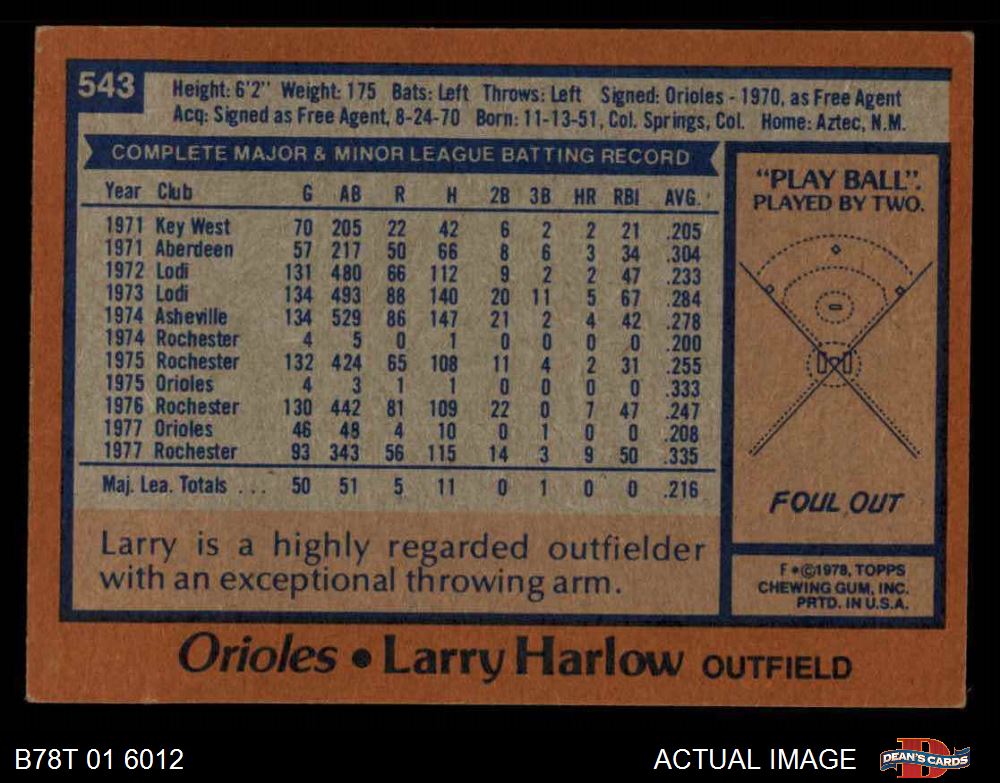 543
Height: 6'2" Weight: 175 Bats: Left Throws: Left Signed: Orioles - 1970, as Free Agent
Acq: Signed as Free Agent, 8-24-70 Born: 11-13-51, Col. Springs, Col. Home: Aztec, N.M.
COMPLETE MAJOR & MINOR LEAGUE BATTING RECORD
Year Club G AB R H 2B 3B HR RBI AVG.
1971 Key West 70 205 22 42 6 2 2 21 .205
1971 Aberdeen 57 217 50 66 8 6 3 34 .304
1972 Lodi 131 480 66 112 9 2 2 47 .233
1973 Lodi 134 493 88 140 20 11 5 67 .284
1974 Asheville 134 529 86 147 21 2 4 42 .278
1974 Rochester 4 5 0 1 0 0 0 0 .200
1975 Rochester 132 424 65 108 11 4 2 31 .255
1975 Orioles 4 3 1 1 0 0 0 0 .333
1976 Rochester 130 442 81 109 22 0 7 47 .247
1977 Orioles 46 48 4 10 0 1 0 0 .208
1977 Rochester 93 343 56 115 14 3 9 50 .335
Maj. Lea. Totals ... 50 51 5 11 0 1 0 0 .216
Larry is a highly regarded outfielder
with an exceptional throwing arm.
"PLAY BALL".
PLAYED BY TWO.
FOUL OUT
F*©1978, TOPPS
CHEWING GUM, INC.
PRTD. IN U.S.A.
Orioles • Larry Harlow OUTFIELD
B78T 01 6012
ACTUAL IMAGE
DEAN'S CARDS